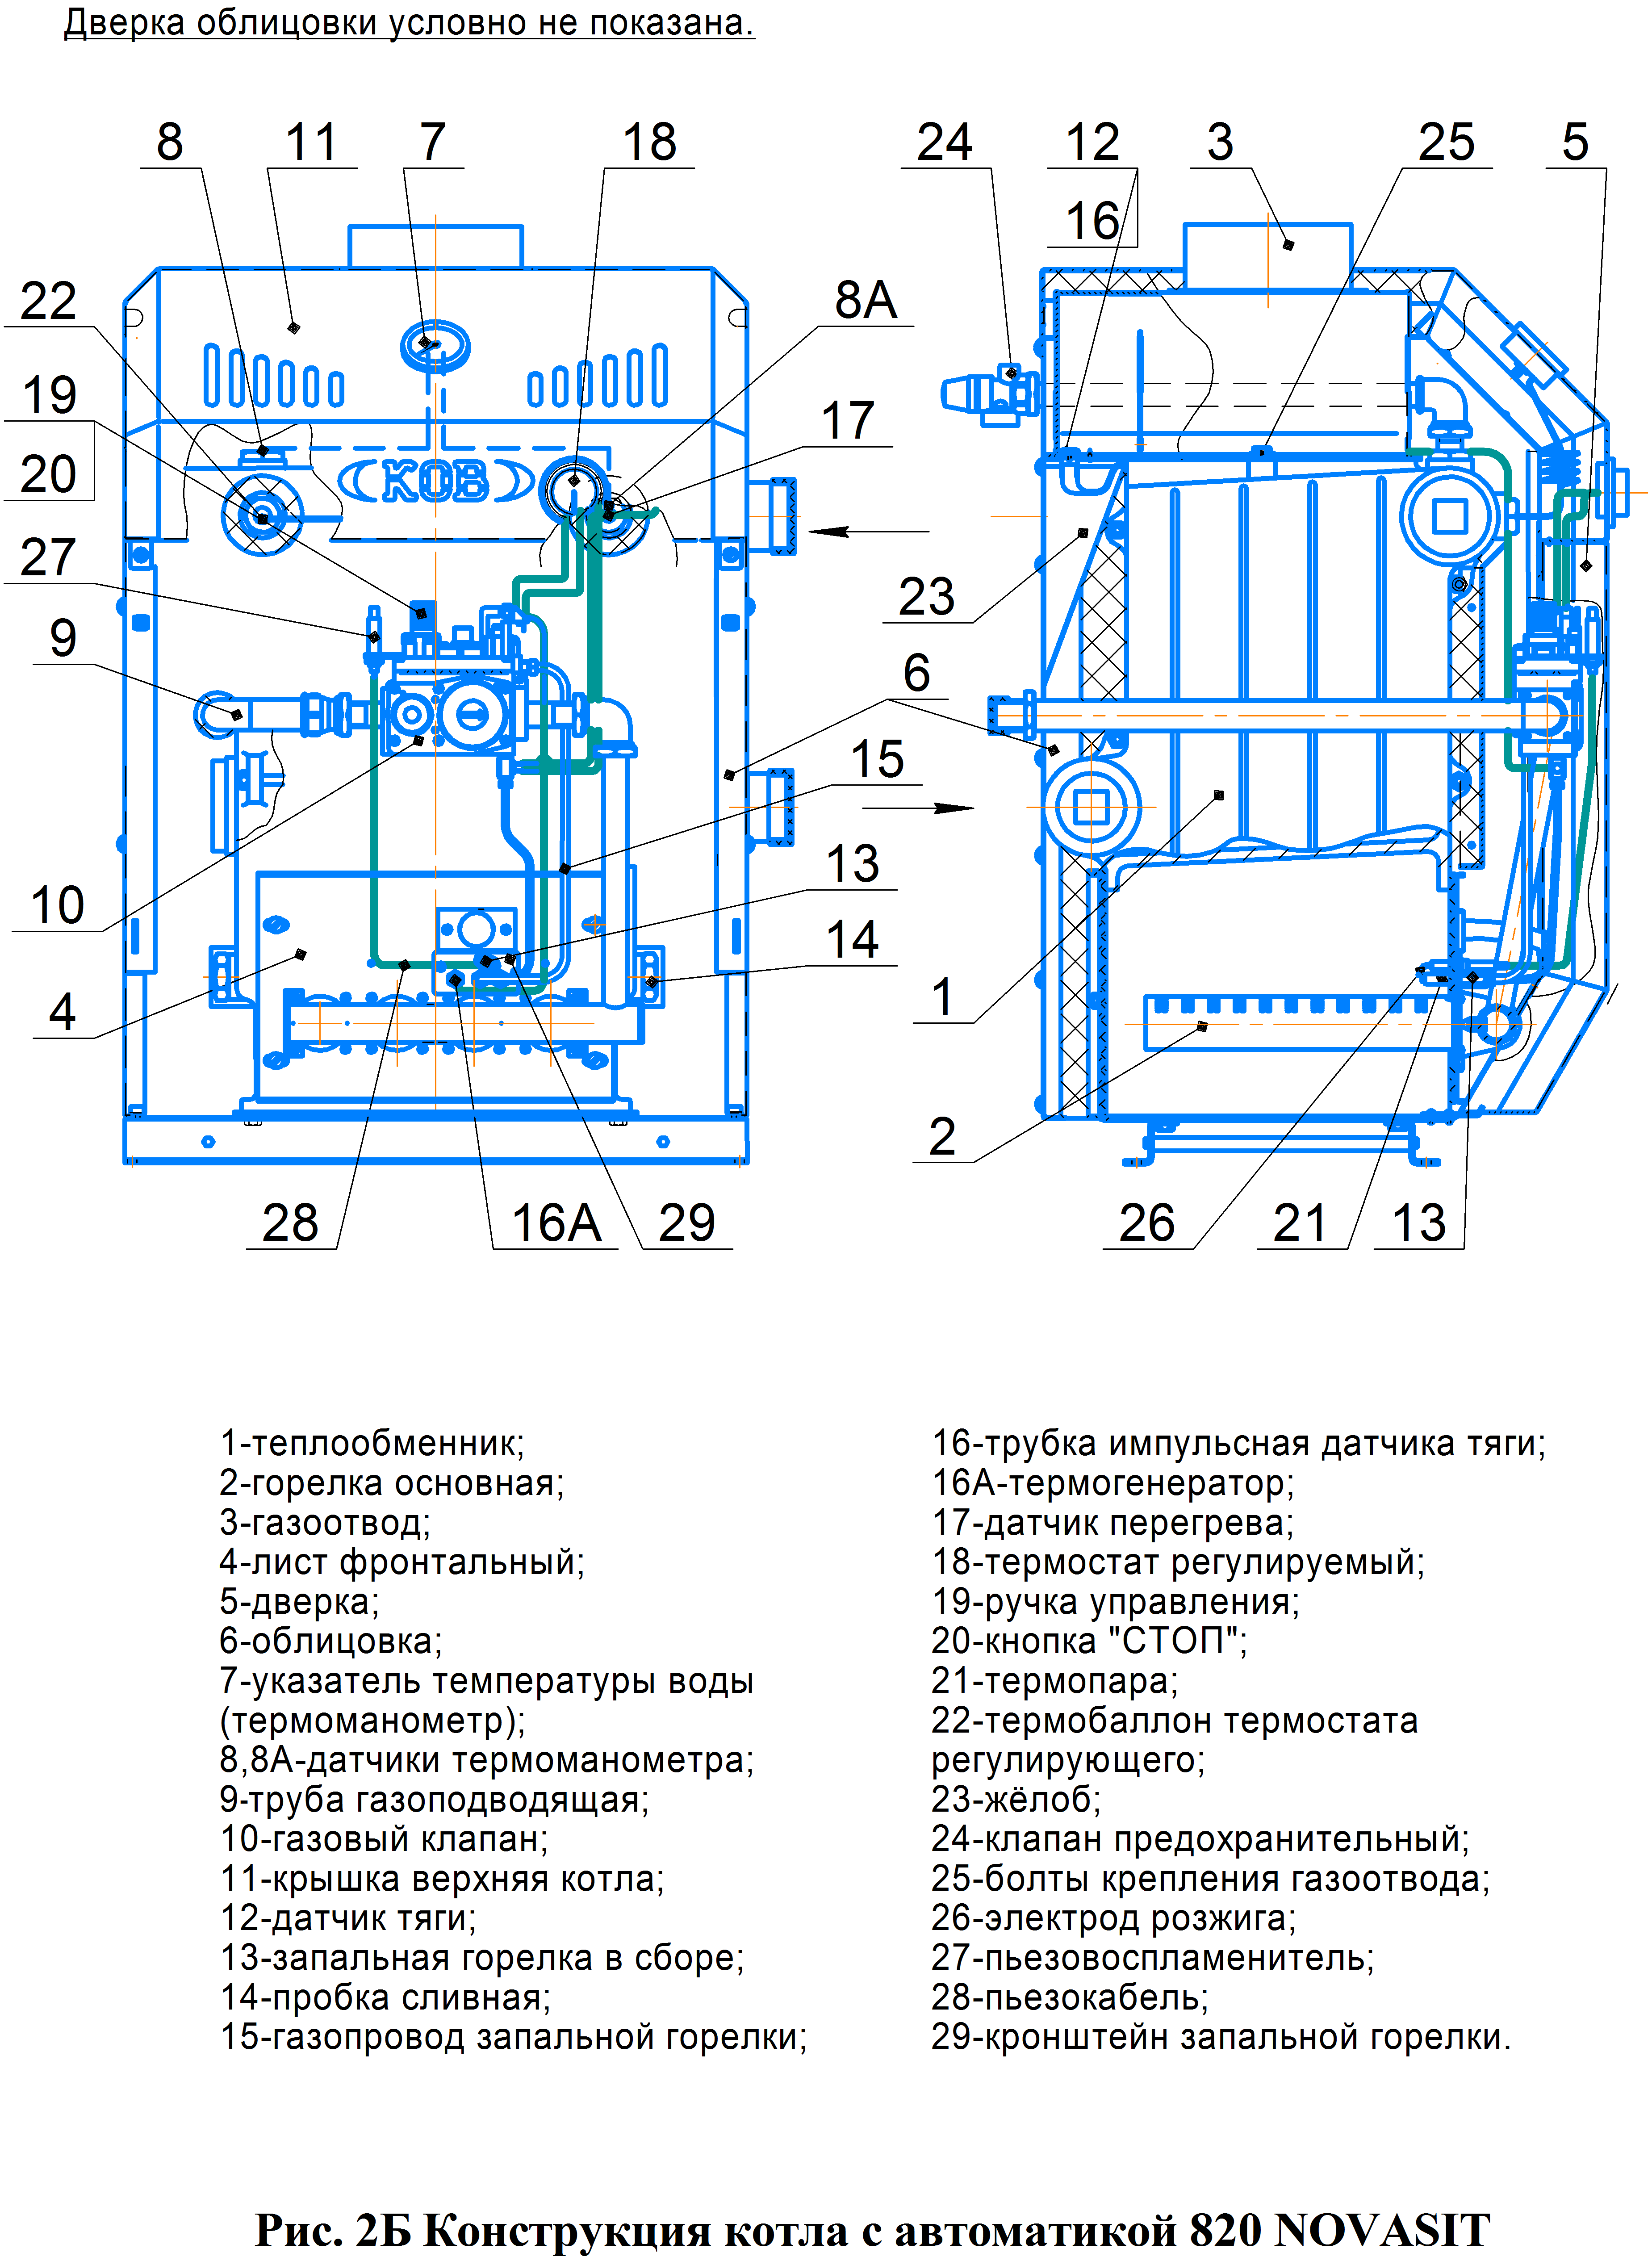 Дверка облицовки условно не показана.
8 11 7 18 24 12 3 25 5
16
22 8А
19 17
20
27 23
9 6
15
10 13
14 1
4
2
28 16А 29 26 21 13
КОВ
1-теплообменник;
2-горелка основная;
3-газоотвод;
4-лист фронтальный;
5-дверка;
6-облицовка;
7-указатель температуры воды
(термоманометр);
8,8А-датчики термоманометра;
9-труба газоподводящая;
10-газовый клапан;
11-крышка верхняя котла;
12-датчик тяги;
13-запальная горелка в сборе;
14-пробка сливная;
15-газопровод запальной горелки;
16-трубка импульсная датчика тяги;
16А-термогенератор;
17-датчик перегрева;
18-термостат регулируемый;
19-ручка управления;
20-кнопка "СТОП";
21-термопара;
22-термобаллон термостата
регулирующего;
23-жёлоб;
24-клапан предохранительный;
25-болты крепления газоотвода;
26-электрод розжига;
27-пьезовоспламенитель;
28-пьезокабель;
29-кронштейн запальной горелки.
Рис. 2Б Конструкция котла с автоматикой 820 NOVASIT